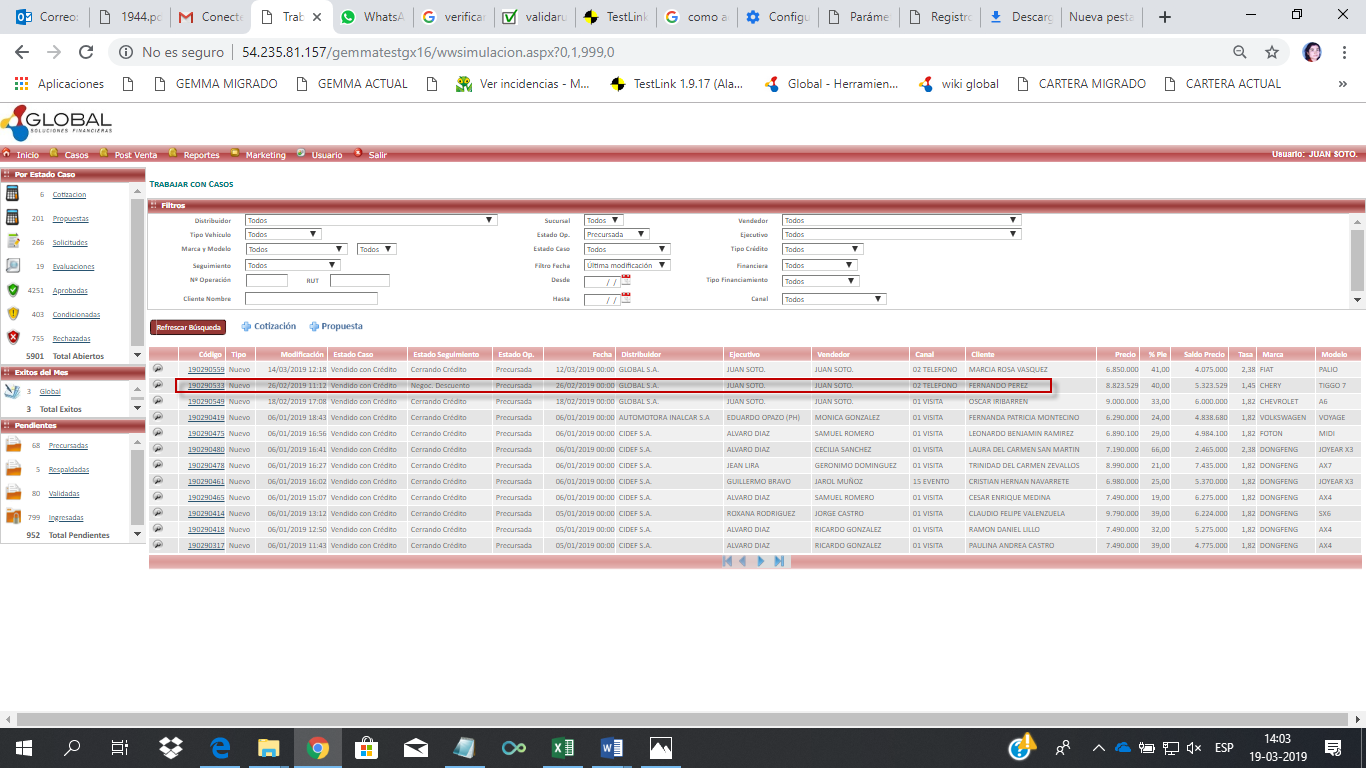 Correo: 1944.pd Conecte Trab WhatsA verificar validaru TestLink como ac Configu Parámet Registro Descarg Nueva pesta
No es seguro 54.235.81.157/gemmatestgx16/wwsimulacion.aspx?0,1,999,0
Aplicaciones GEMMA MIGRADO GEMMA ACTUAL Ver incidencias - M... TestLink 1.9.17 (Ala... Global - Herramien... wiki global CARTERA MIGRADO CARTERA ACTUAL »
GLOBAL
SOLUCIONES FINANCIERAS
Inicio Casos Post Venta Reportes Marketing Usuario Salir Usuario: JUAN SOTO.
Por Estado Caso
6 Cotizacion
201 Propuestas
266 Solicitudes
19 Evaluaciones
4251 Aprobadas
403 Condicionadas
755 Rechazadas
5901 Total Abiertos
Exitos del Mes
3 Global
3 Total Exitos
Pendientes
68 Precursadas
5 Respaldadas
80 Validadas
799 Ingresadas
952 Total Pendientes
TRABAJAR CON CASOS
Filtros
Distribuidor Todos Sucursal Todos Vendedor Todos
Tipo Vehículo Todos Estado Op. Precursada Ejecutivo Todos
Marca y Modelo Todos Todos Estado Caso Todos Tipo Crédito Todos
Seguimiento Todos Filtro Fecha Última modificación Financiera Todos
Nº Operación RUT Desde / / Tipo Financiamiento Todos
Cliente Nombre Hasta / / Canal Todos
Refrescar Búsqueda Cotización Propuesta
Código Tipo Modificación Estado Caso Estado Seguimiento Estado Op. Fecha Distribuidor Ejecutivo Vendedor Canal Cliente Precio % Pie Saldo Precio Tasa Marca Modelo
190290559 Nuevo 14/03/2019 12:18 Vendido con Crédito Cerrando Crédito Precursada 12/03/2019 00:00 GLOBAL S.A. JUAN SOTO. JUAN SOTO. 02 TELEFONO MARCIA ROSA VASQUEZ 6.850.000 41,00 4.075.000 2,38 FIAT PALIO
190290533 Nuevo 26/02/2019 11:12 Vendido con Crédito Negoc. Descuento Precursada 26/02/2019 00:00 GLOBAL S.A. JUAN SOTO. JUAN SOTO. 02 TELEFONO FERNANDO PEREZ 8.823.529 40,00 5.323.529 1,45 CHERY TIGGO 7
190290549 Nuevo 18/02/2019 17:08 Vendido con Crédito Cerrando Crédito Precursada 18/02/2019 00:00 GLOBAL S.A. JUAN SOTO. JUAN SOTO. 01 VISITA OSCAR IRIBARREN 9.000.000 33,00 6.000.000 1,82 CHEVROLET A6
190290419 Nuevo 06/01/2019 18:43 Vendido con Crédito Cerrando Crédito Precursada 06/01/2019 00:00 AUTOMOTORA INALCAR S.A EDUARDO OPAZO (PH) MONICA GONZALEZ 01 VISITA FERNANDA PATRICIA MONTECINO 6.290.000 24,00 4.838.680 1,82 VOLKSWAGEN VOYAGE
190290475 Nuevo 06/01/2019 16:56 Vendido con Crédito Cerrando Crédito Precursada 06/01/2019 00:00 CIDEF S.A. ALVARO DIAZ SAMUEL ROMERO 01 VISITA LEONARDO BENJAMIN RAMIREZ 6.890.100 29,00 4.984.100 1,82 FOTON MIDI
190290480 Nuevo 06/01/2019 16:41 Vendido con Crédito Cerrando Crédito Precursada 06/01/2019 00:00 CIDEF S.A. ALVARO DIAZ CECILIA SANCHEZ 01 VISITA LAURA DEL CARMEN SAN MARTIN 7.190.000 66,00 2.465.000 2,38 DONGFENG JOYEAR X3
190290478 Nuevo 06/01/2019 16:27 Vendido con Crédito Cerrando Crédito Precursada 06/01/2019 00:00 CIDEF S.A. JEAN LIRA GERONIMO DOMINGUEZ 01 VISITA TRINIDAD DEL CARMEN ZEVALLOS 8.990.000 21,00 7.435.000 1,82 DONGFENG AX7
190290461 Nuevo 06/01/2019 16:02 Vendido con Crédito Cerrando Crédito Precursada 06/01/2019 00:00 CIDEF S.A. GUILLERMO BRAVO JAROL MUÑOZ 15 EVENTO CRISTIAN HERNAN NAVARRETE 6.980.000 25,00 5.370.000 1,82 DONGFENG JOYEAR X3
190290465 Nuevo 06/01/2019 15:07 Vendido con Crédito Cerrando Crédito Precursada 06/01/2019 00:00 CIDEF S.A. ALVARO DIAZ SAMUEL ROMERO 01 VISITA CESAR ENRIQUE MEDINA 7.490.000 19,00 6.275.000 1,82 DONGFENG AX4
190290414 Nuevo 06/01/2019 13:12 Vendido con Crédito Cerrando Crédito Precursada 05/01/2019 00:00 CIDEF S.A. ROXANA RODRIGUEZ JORGE CASTRO 01 VISITA CLAUDIO FELIPE VALENZUELA 9.790.000 39,00 6.224.000 1,82 DONGFENG SX6
190290418 Nuevo 06/01/2019 12:50 Vendido con Crédito Cerrando Crédito Precursada 05/01/2019 00:00 CIDEF S.A. ALVARO DIAZ RICARDO GONZALEZ 01 VISITA RAMON DANIEL LILLO 7.490.000 32,00 5.275.000 1,82 DONGFENG AX4
190290317 Nuevo 06/01/2019 11:43 Vendido con Crédito Cerrando Crédito Precursada 05/01/2019 00:00 CIDEF S.A. ALVARO DIAZ RICARDO GONZALEZ 01 VISITA PAULINA ANDREA CASTRO 7.490.000 39,00 4.775.000 1,82 DONGFENG AX4
ESP 14:03
19-03-2019